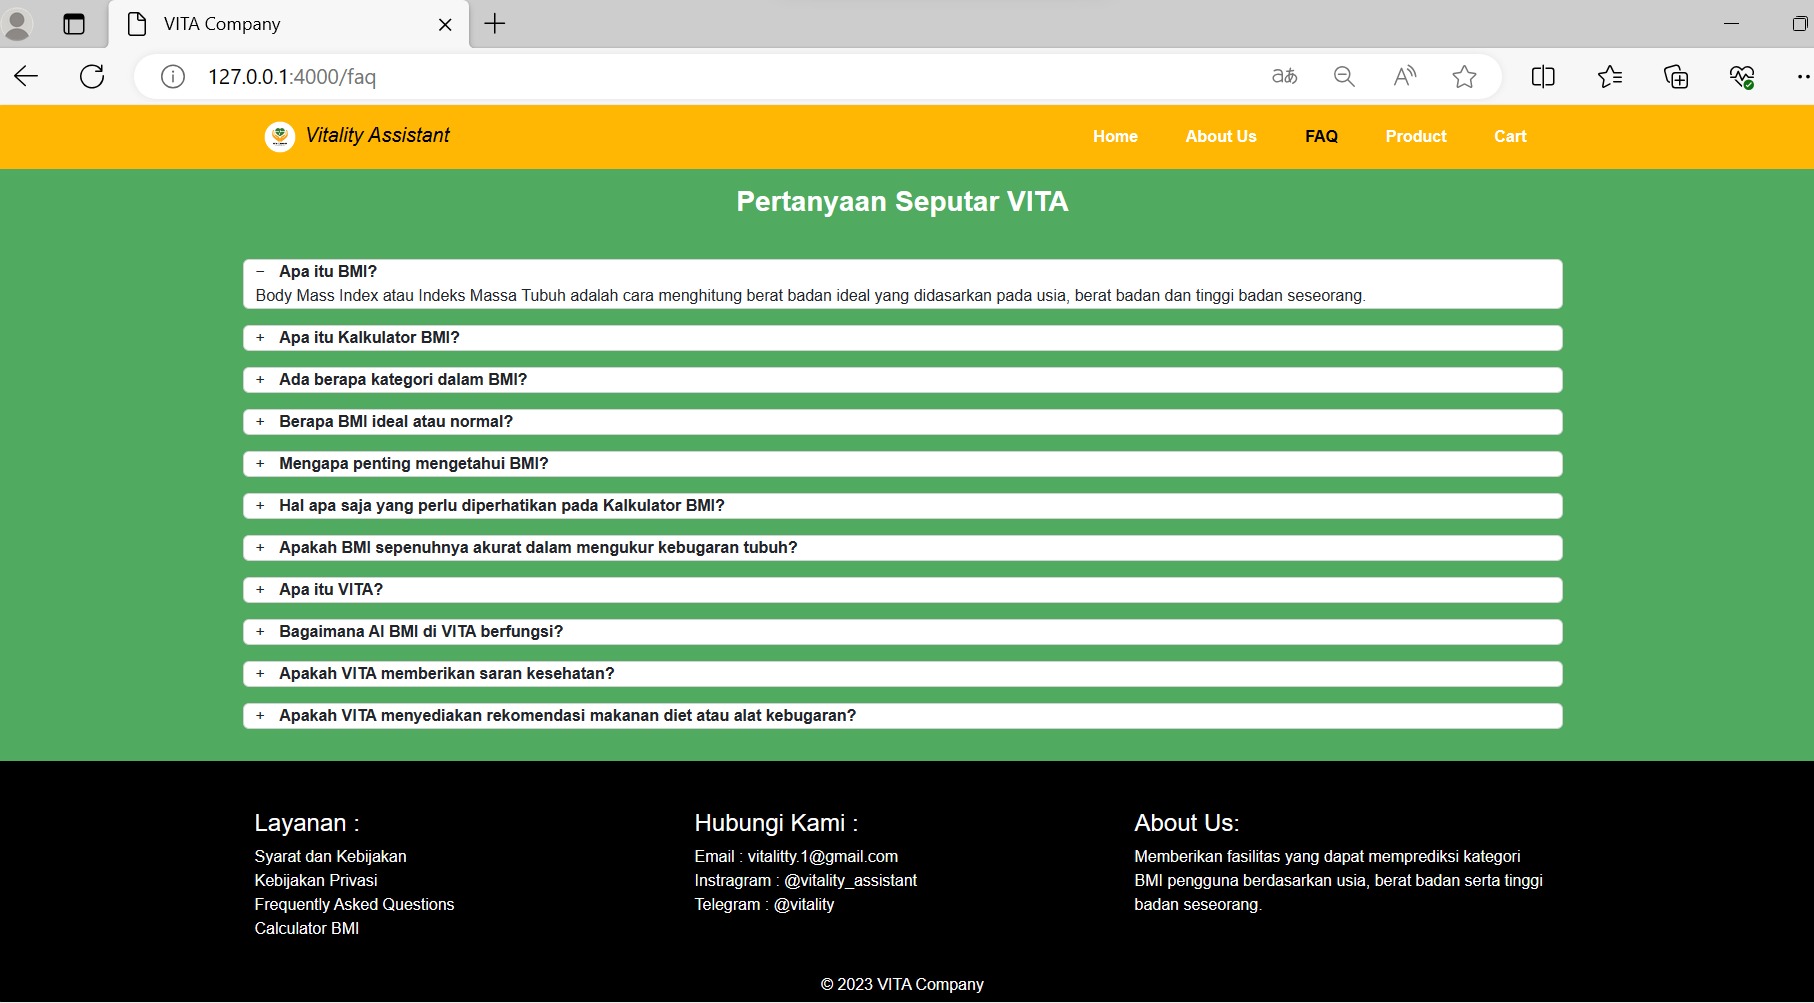 VITA Company
127.0.0.1:4000/faq
Vitality Assistant
Home
About Us
FAQ
Product
Cart
Pertanyaan Seputar VITA
− Apa itu BMI?
Body Mass Index atau Indeks Massa Tubuh adalah cara menghitung berat badan ideal yang didasarkan pada usia, berat badan dan tinggi badan seseorang.
+ Apa itu Kalkulator BMI?
+ Ada berapa kategori dalam BMI?
+ Berapa BMI ideal atau normal?
+ Mengapa penting mengetahui BMI?
+ Hal apa saja yang perlu diperhatikan pada Kalkulator BMI?
+ Apakah BMI sepenuhnya akurat dalam mengukur kebugaran tubuh?
+ Apa itu VITA?
+ Bagaimana AI BMI di VITA berfungsi?
+ Apakah VITA memberikan saran kesehatan?
+ Apakah VITA menyediakan rekomendasi makanan diet atau alat kebugaran?
Layanan :
Syarat dan Kebijakan
Kebijakan Privasi
Frequently Asked Questions
Calculator BMI
Hubungi Kami :
Email : vitalitty.1@gmail.com
Instragram : @vitality_assistant
Telegram : @vitality
About Us:
Memberikan fasilitas yang dapat memprediksi kategori
BMI pengguna berdasarkan usia, berat badan serta tinggi
badan seseorang.
© 2023 VITA Company